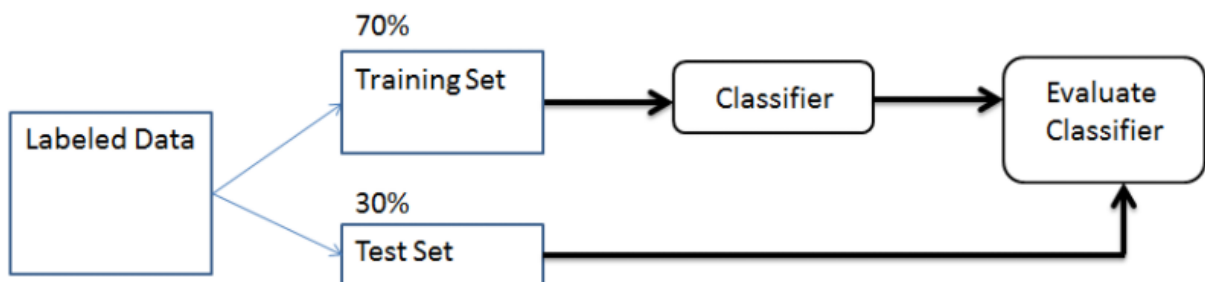 70%
Training Set
Classifier
Evaluate
Classifier
Labeled Data
30%
Test Set